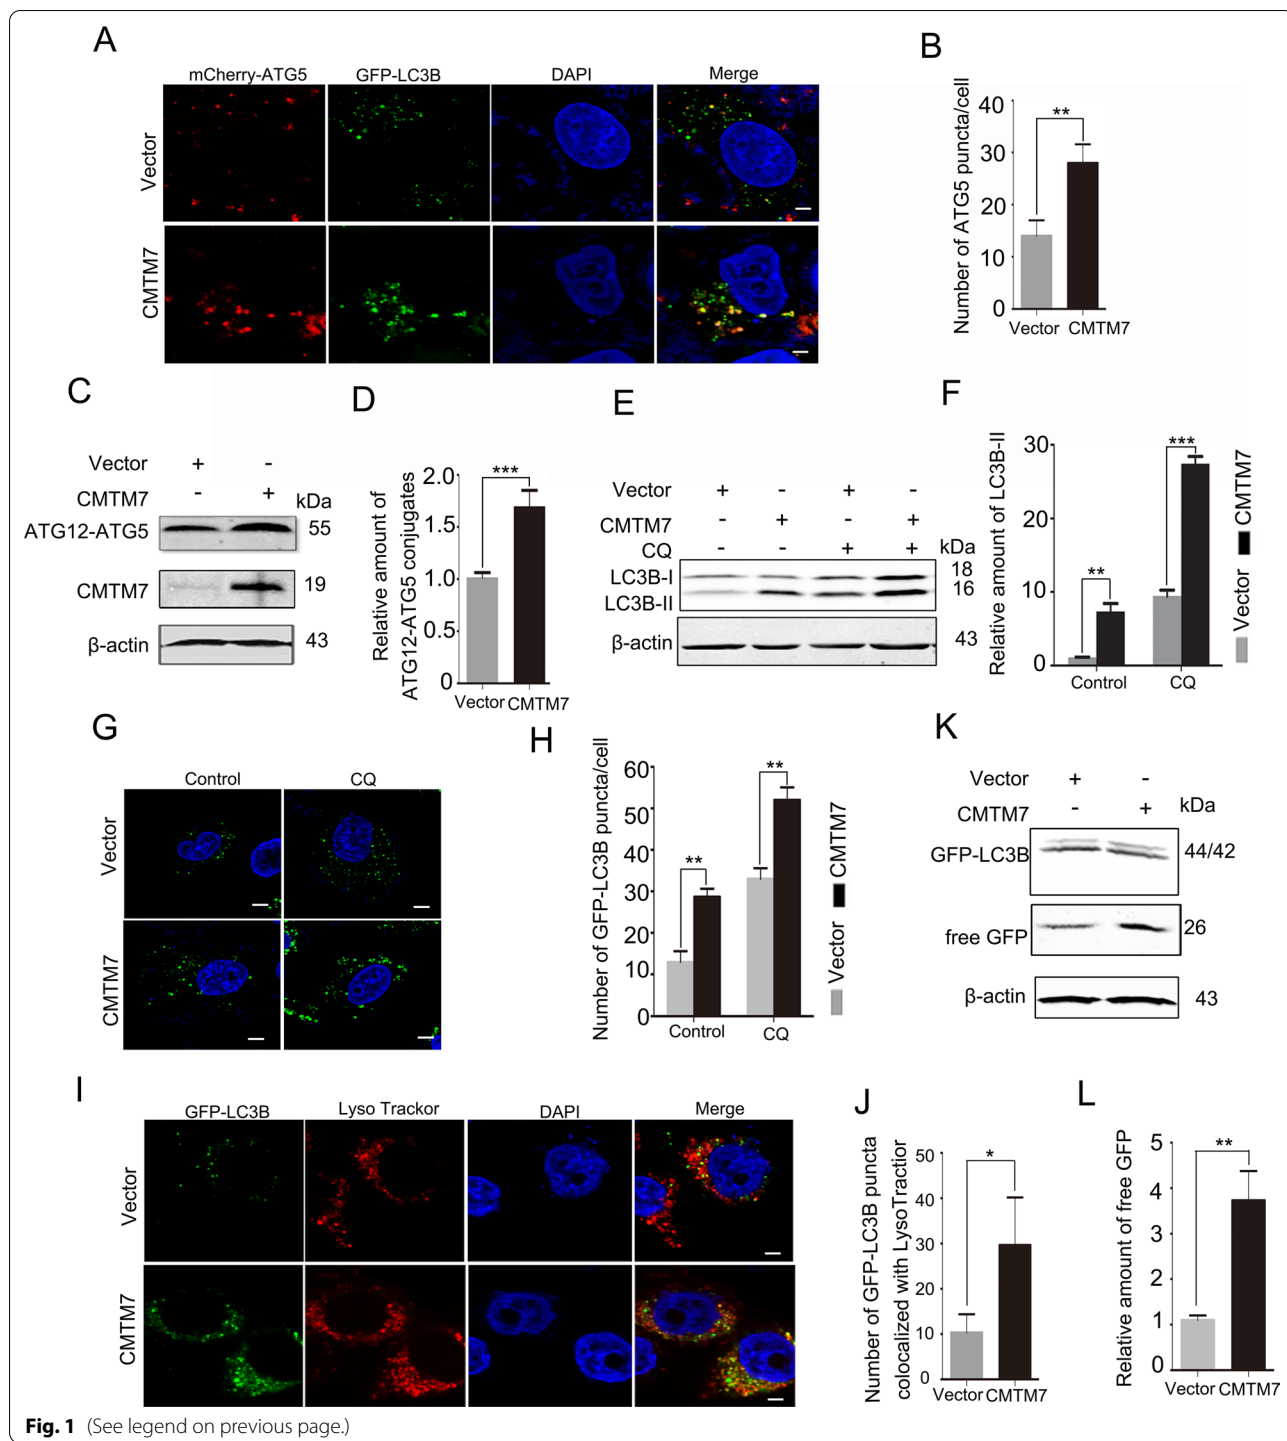 A
mCherry-ATG5 GFP-LC3B DAPI Merge
Vector
CMTM7
B
Number of ATG5 puncta/cell
40
30
20
10
0
**
Vector CMTM7
C
Vector + -
CMTM7 - + kDa
ATG12-ATG5 55
CMTM7 19
β-actin 43
D
Relative amount of
ATG12-ATG5 conjugates
2.0
1.5
1.0
0.5
0
***
Vector CMTM7
E
Vector + - + -
CMTM7 - + - +
CQ - - + + kDa
LC3B-I 18
LC3B-II 16
β-actin 43
F
Relative amount of LC3B-II
30
20
10
0
**
***
Control CQ
Vector CMTM7
G
Control CQ
Vector
CMTM7
H
Number of GFP-LC3B puncta/cell
60
50
40
30
20
10
0
**
**
Control CQ
Vector CMTM7
K
Vector + -
CMTM7 - + kDa
GFP-LC3B 44/42
free GFP 26
β-actin 43
I
GFP-LC3B Lyso Trackor DAPI Merge
Vector
CMTM7
J
Number of GFP-LC3B puncta
colocalized with LysoTractior
50
40
30
20
10
0
*
Vector CMTM7
L
Relative amount of free GFP
5
4
3
2
1
0
**
Vector CMTM7
Fig. 1 (See legend on previous page.)